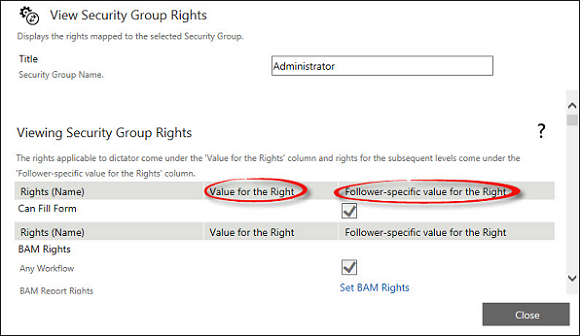 View Security Group Rights
Displays the rights mapped to the selected Security Group.
Title
Administrator
Security Group Name.
Viewing Security Group Rights
?
The rights applicable to dictator come under the 'Value for the Rights' column and rights for the subsequent levels come under the
'Follower-specific value for the Rights' column.
Rights (Name) Value for the Right Follower-specific value for the Right
Can Fill Form
Rights (Name) Value for the Right Follower-specific value for the Right
BAM Rights
Any Workflow
BAM Report Rights Set BAM Rights
Close